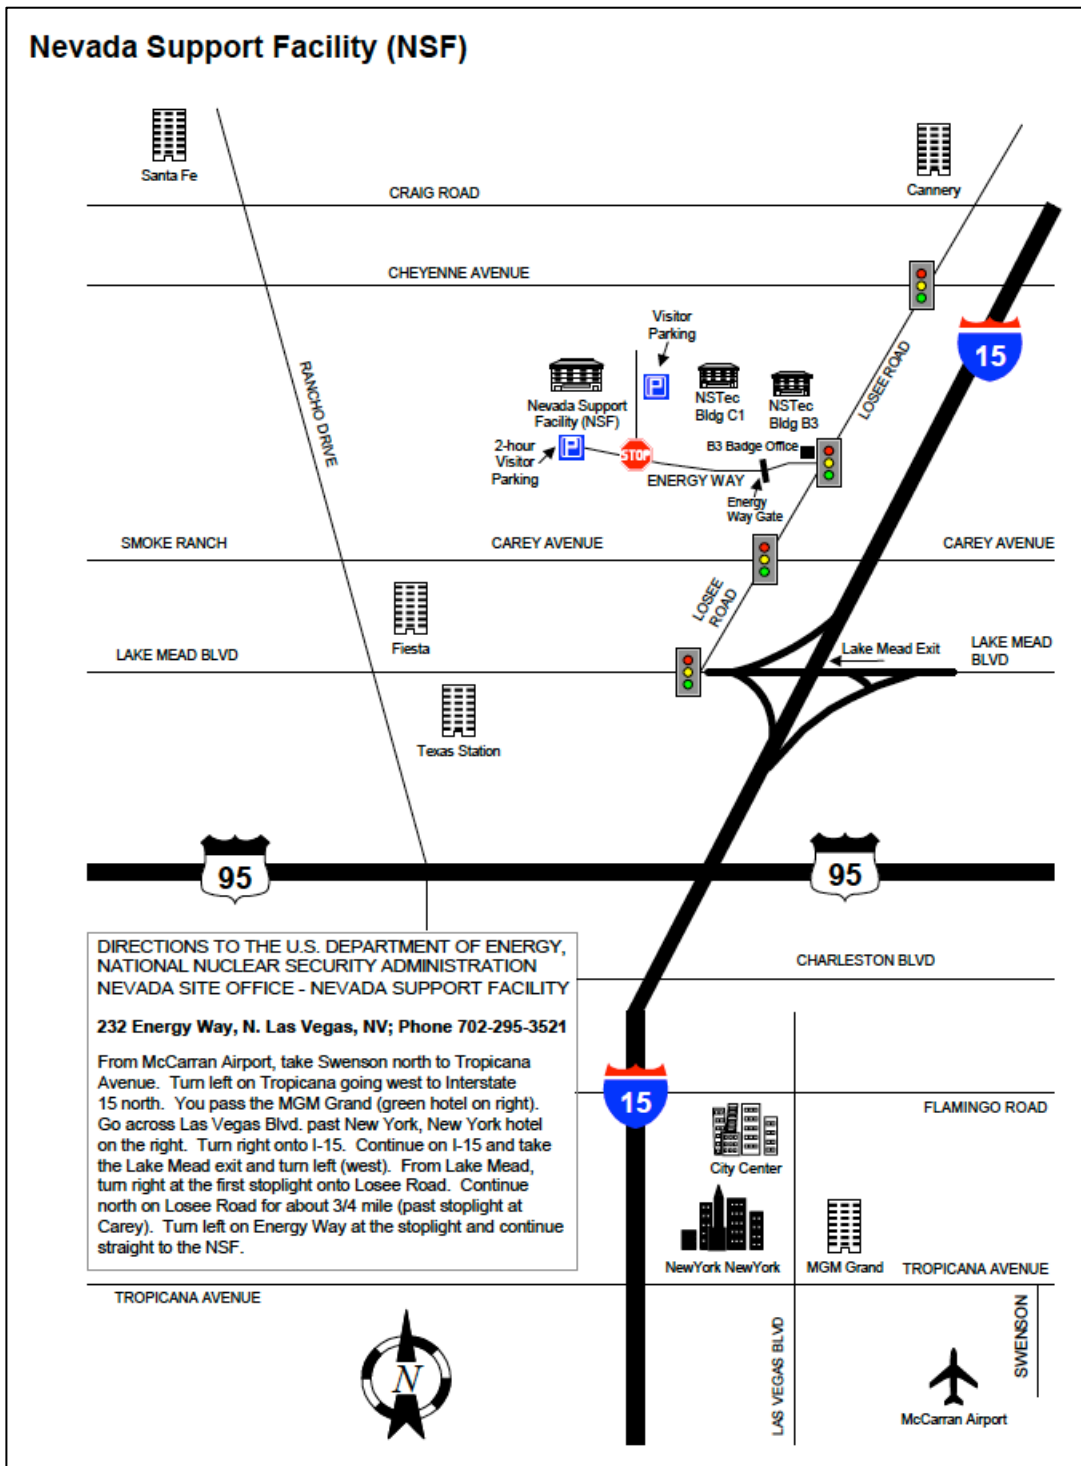 Nevada Support Facility (NSF)
Santa Fe
Cannery
CRAIG ROAD
CHEYENNE AVENUE
Visitor
Parking
15
LOSEE ROAD
RANCHO DRIVE
Nevada Support
Facility (NSF)
NSTec
Bldg C1
NSTec
Bldg B3
2-hour
Visitor
Parking
P
P
STOP
B3 Badge Office
ENERGY WAY
Energy
Way Gate
SMOKE RANCH
CAREY AVENUE
CAREY AVENUE
LOSEE
ROAD
Fiesta
LAKE MEAD BLVD
Lake Mead Exit
LAKE MEAD
BLVD
Texas Station
95
95
DIRECTIONS TO THE U.S. DEPARTMENT OF ENERGY,
NATIONAL NUCLEAR SECURITY ADMINISTRATION
NEVADA SITE OFFICE - NEVADA SUPPORT FACILITY
232 Energy Way, N. Las Vegas, NV; Phone 702-295-3521
From McCarran Airport, take Swenson north to Tropicana
Avenue. Turn left on Tropicana going west to Interstate
15 north. You pass the MGM Grand (green hotel on right).
Go across Las Vegas Blvd. past New York, New York hotel
on the right. Turn right onto I-15. Continue on I-15 and take
the Lake Mead exit and turn left (west). From Lake Mead,
turn right at the first stoplight onto Losee Road. Continue
north on Losee Road for about 3/4 mile (past stoplight at
Carey). Turn left on Energy Way at the stoplight and continue
straight to the NSF.
CHARLESTON BLVD
15
FLAMINGO ROAD
City Center
NewYork NewYork
MGM Grand
TROPICANA AVENUE
TROPICANA AVENUE
N
LAS VEGAS BLVD
SWENSON
McCarran Airport